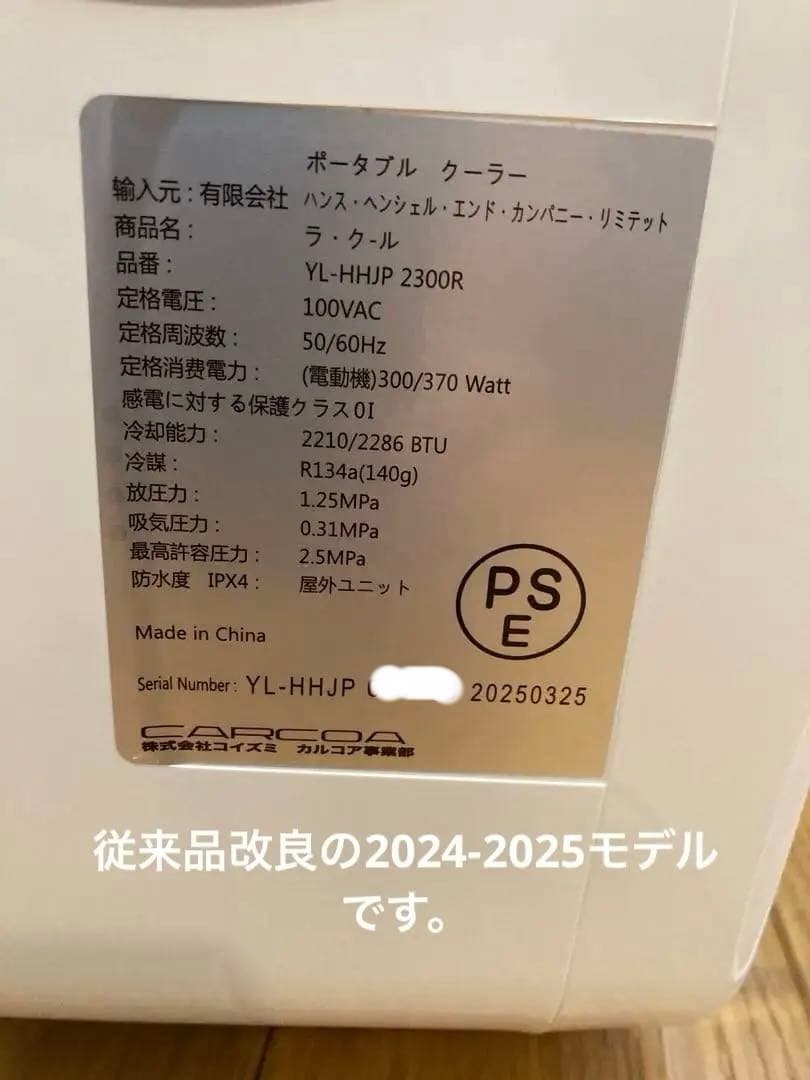 ポータブル クーラー
輸入元：有限会社 ハンス・ヘンシェル・エンド・カンパニー・リミテット
商品名： ラ・ク-ル
品番： YL-HHJP 2300R
定格電圧： 100VAC
定格周波数： 50/60Hz
定格消費電力： (電動機)300/370 Watt
感電に対する保護クラス0I
冷却能力： 2210/2286 BTU
冷謀： R134a(140g)
放圧力： 1.25MPa
吸気圧力： 0.31MPa
最高許容圧力： 2.5MPa
防水度 IPX4： 屋外ユニット
PS
E
Made in China
Serial Number: YL-HHJP 20250325
CARCOA
株式会社コイズミ カルコア事業部
従来品改良の2024-2025モデル
です。